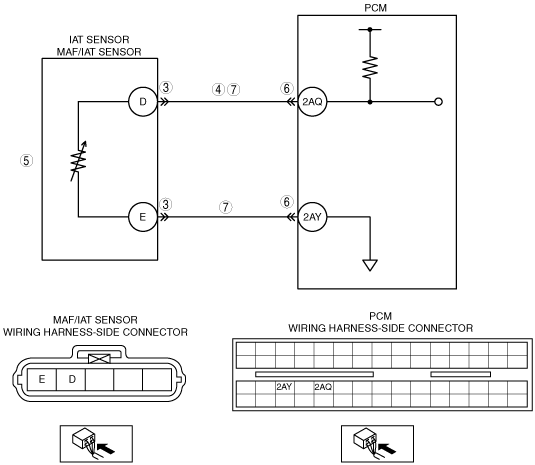 PCM
IAT SENSOR
MAF/IAT SENSOR
③ ④ ⑦ ⑥
D 2AQ
⑤
③ ⑦ ⑥
E 2AY
MAF/IAT SENSOR
WIRING HARNESS-SIDE CONNECTOR
E D
PCM
WIRING HARNESS-SIDE CONNECTOR
2AY 2AQ